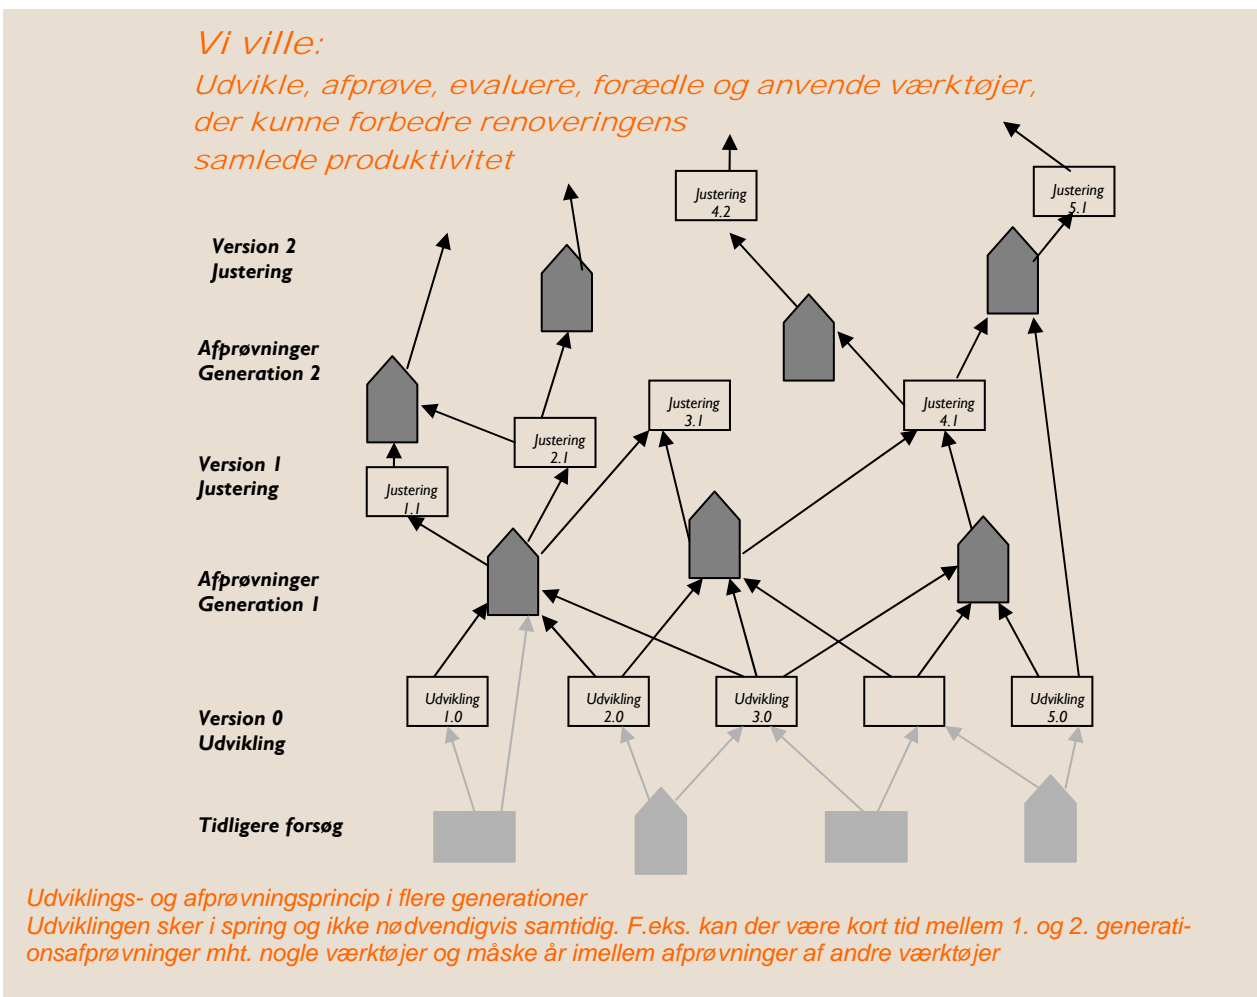 Vi ville:
Udvikle, afprøve, evaluere, forædle og anvende værktøjer,
der kunne forbedre renoveringens
samlede produktivitet
Justering
4.2
Justering
5.1
Version 2
Justering
Afprøvninger
Generation 2
Justering
3.1
Justering
4.1
Justering
2.1
Version 1
Justering
Justering
1.1
Afprøvninger
Generation 1
Udvikling
1.0
Udvikling
2.0
Udvikling
3.0
Udvikling
5.0
Version 0
Udvikling
Tidligere forsøg
Udviklings- og afprøvningsprincip i flere generationer
Udviklingen sker i spring og ikke nødvendigvis samtidig. F.eks. kan der være kort tid mellem 1. og 2. generati-
onsafprøvninger mht. nogle værktøjer og måske år imellem afprøvninger af andre værktøjer